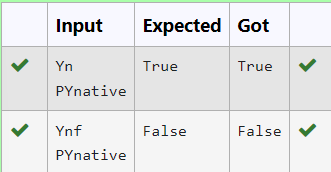 Input Expected Got
Yn True True
PYnative
Ynf False False
PYnative